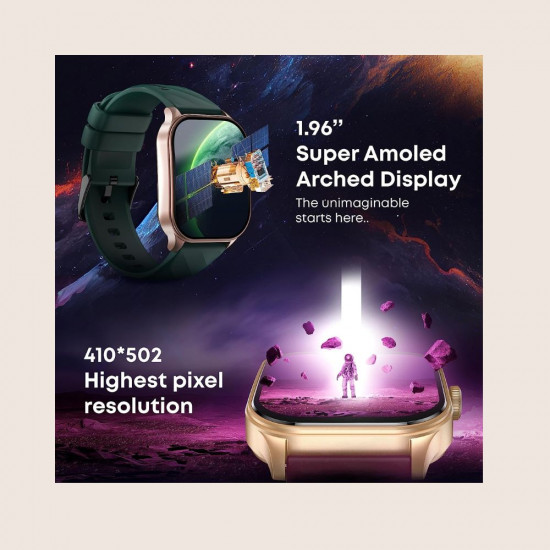 1.96”
Super Amoled
Arched Display
The unimaginable
starts here..
410*502
Highest pixel
resolution